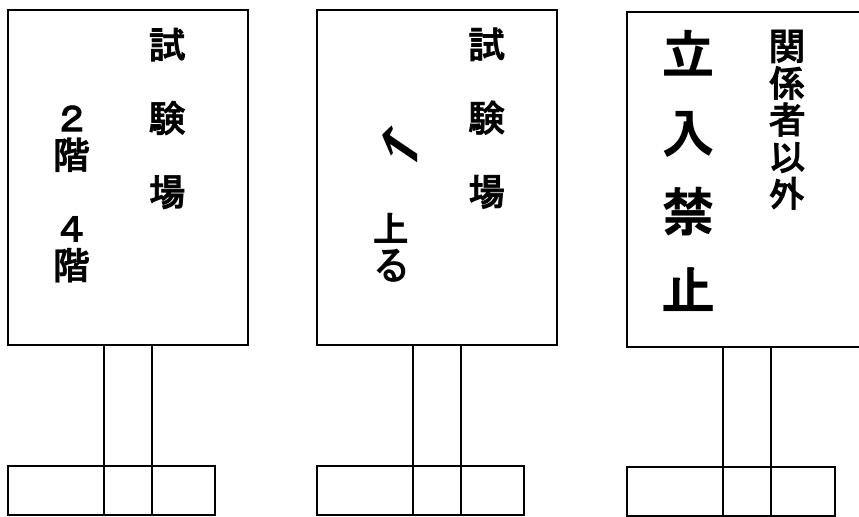 試験場
２階　４階
試験場
上る
関係者以外
立入禁止